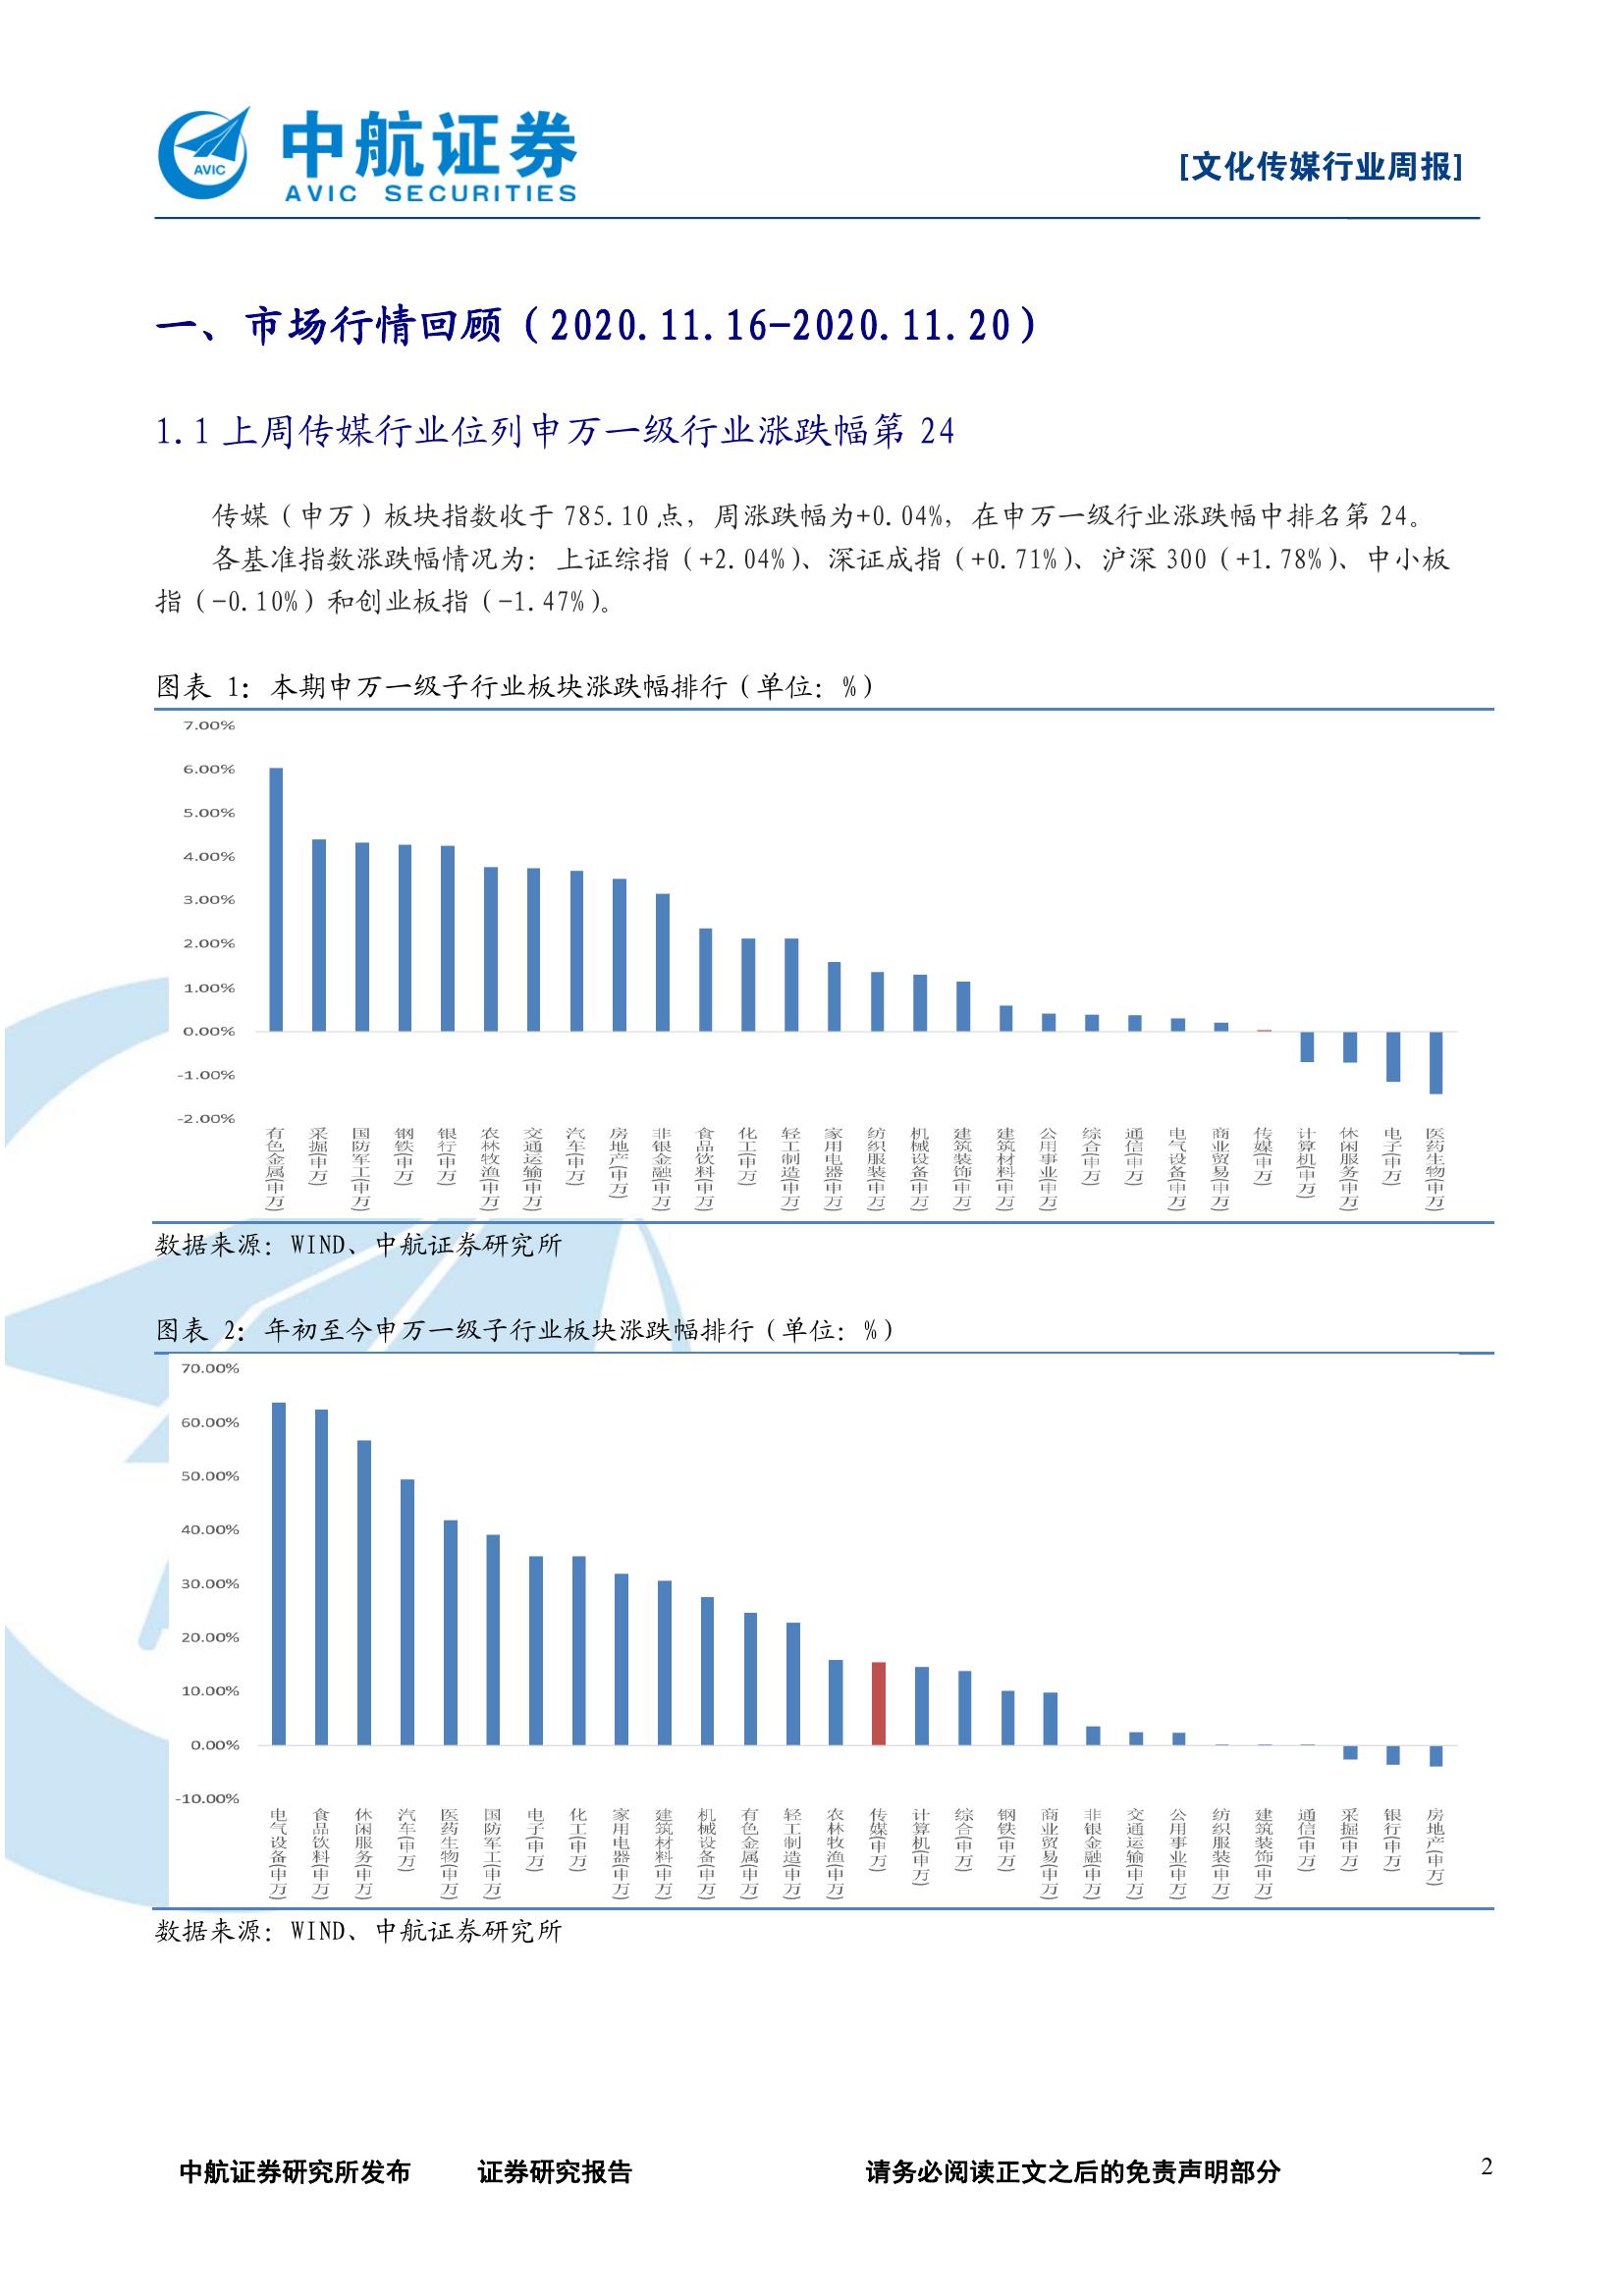 AVIC
中航证券
AVIC SECURITIES
[文化传媒行业周报]
一、市场行情回顾（2020.11.16-2020.11.20）
1.1 上周传媒行业位列申万一级行业涨跌幅第 24
传媒（申万）板块指数收于 785.10 点，周涨跌幅为+0.04%，在申万一级行业涨跌幅中排名第 24。
各基准指数涨跌幅情况为：上证综指（+2.04%）、深证成指（+0.71%）、沪深 300（+1.78%）、中小板
指（-0.10%）和创业板指（-1.47%）。
图表 1：本期申万一级子行业板块涨跌幅排行（单位：%）
7.00%
6.00%
5.00%
4.00%
3.00%
2.00%
1.00%
0.00%
-1.00%
-2.00%
有色金属(申万)
采掘(申万)
国防军工(申万)
钢铁(申万)
银行(申万)
农林牧渔(申万)
交通运输(申万)
汽车(申万)
房地产(申万)
非银金融(申万)
食品饮料(申万)
化工(申万)
轻工制造(申万)
家用电器(申万)
纺织服装(申万)
机械设备(申万)
建筑装饰(申万)
建筑材料(申万)
公用事业(申万)
综合(申万)
通信(申万)
电气设备(申万)
商业贸易(申万)
传媒(申万)
计算机(申万)
休闲服务(申万)
电子(申万)
医药生物(申万)
数据来源：WIND、中航证券研究所
图表 2：年初至今申万一级子行业板块涨跌幅排行（单位：%）
70.00%
60.00%
50.00%
40.00%
30.00%
20.00%
10.00%
0.00%
-10.00%
电气设备(申万)
食品饮料(申万)
休闲服务(申万)
汽车(申万)
医药生物(申万)
国防军工(申万)
电子(申万)
化工(申万)
家用电器(申万)
建筑材料(申万)
机械设备(申万)
有色金属(申万)
轻工制造(申万)
农林牧渔(申万)
传媒(申万)
计算机(申万)
综合(申万)
钢铁(申万)
商业贸易(申万)
非银金融(申万)
交通运输(申万)
公用事业(申万)
纺织服装(申万)
建筑装饰(申万)
通信(申万)
采掘(申万)
银行(申万)
房地产(申万)
数据来源：WIND、中航证券研究所
中航证券研究所发布 证券研究报告 请务必阅读正文之后的免责声明部分 2